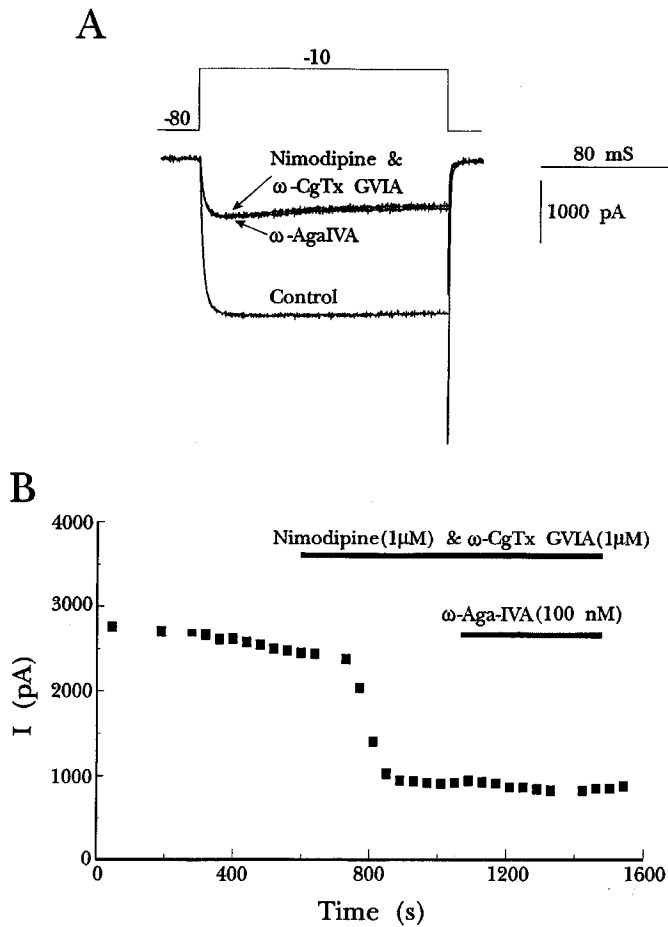 A
-10
-80
Nimodipine &
ω-CgTx GVIA
ω-AgaIVA
Control
80 mS
1000 pA
B
4000
3000
2000
1000
0
I (pA)
Nimodipine(1μM) & ω-CgTx GVIA(1μM)
ω-Aga-IVA(100 nM)
0
400
800
1200
1600
Time (s)